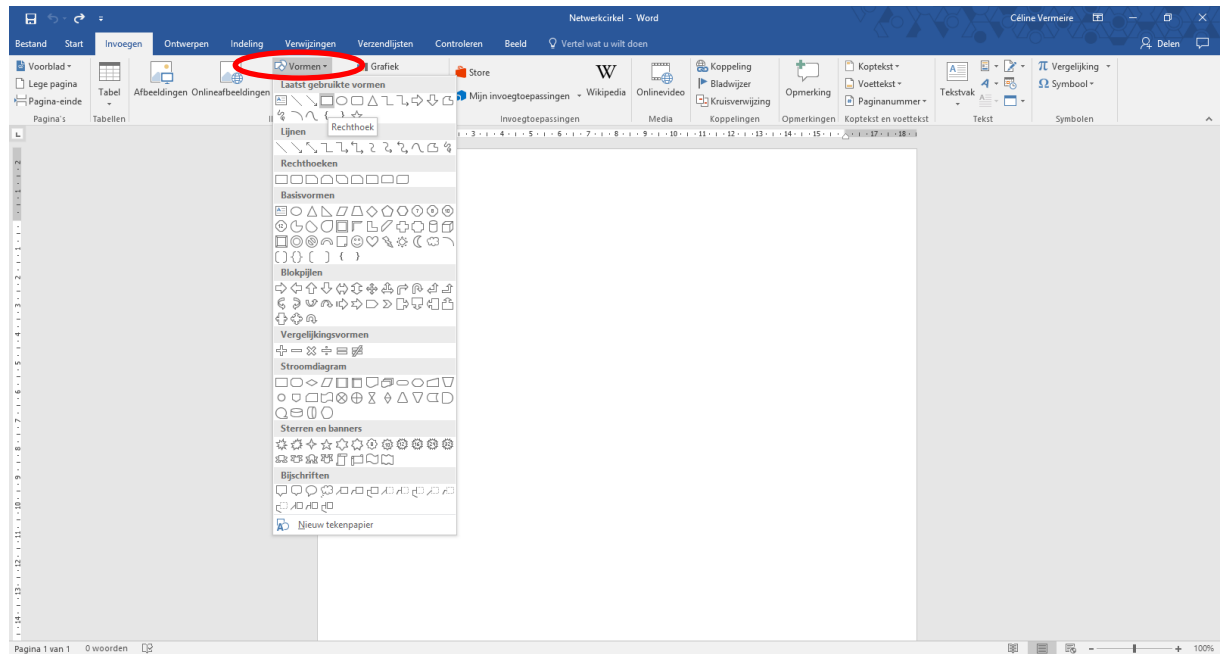 Netwerkcirkel - Word
Céline Vermeire
Bestand Start Invoegen Ontwerpen Indeling Verwijzingen Verzendlijsten Controleren Beeld Vertel wat u wilt doen
Delen
Voorblad
Lege pagina
Pagina-einde
Pagina's
Tabel
Tabellen
Afbeeldingen Onlineafbeeldingen
Vormen
Grafiek
Store
Mijn invoegtoepassingen
Wikipedia
Invoegtoepassingen
Onlinevideo
Media
Koppeling
Bladwijzer
Kruisverwijzing
Koppelingen
Opmerking
Opmerkingen
Koptekst
Voettekst
Paginanummer
Koptekst en voettekst
Tekstvak
Tekst
Vergelijking
Symbool
Symbolen
Laatst gebruikte vormen
Rechthoek
Lijnen
Rechthoeken
Basisvormen
Blokpijlen
Vergelijkingsvormen
Stroomdiagram
Sterren en banners
Bijschriften
Nieuw tekenpapier
Pagina 1 van 1 0 woorden
100%